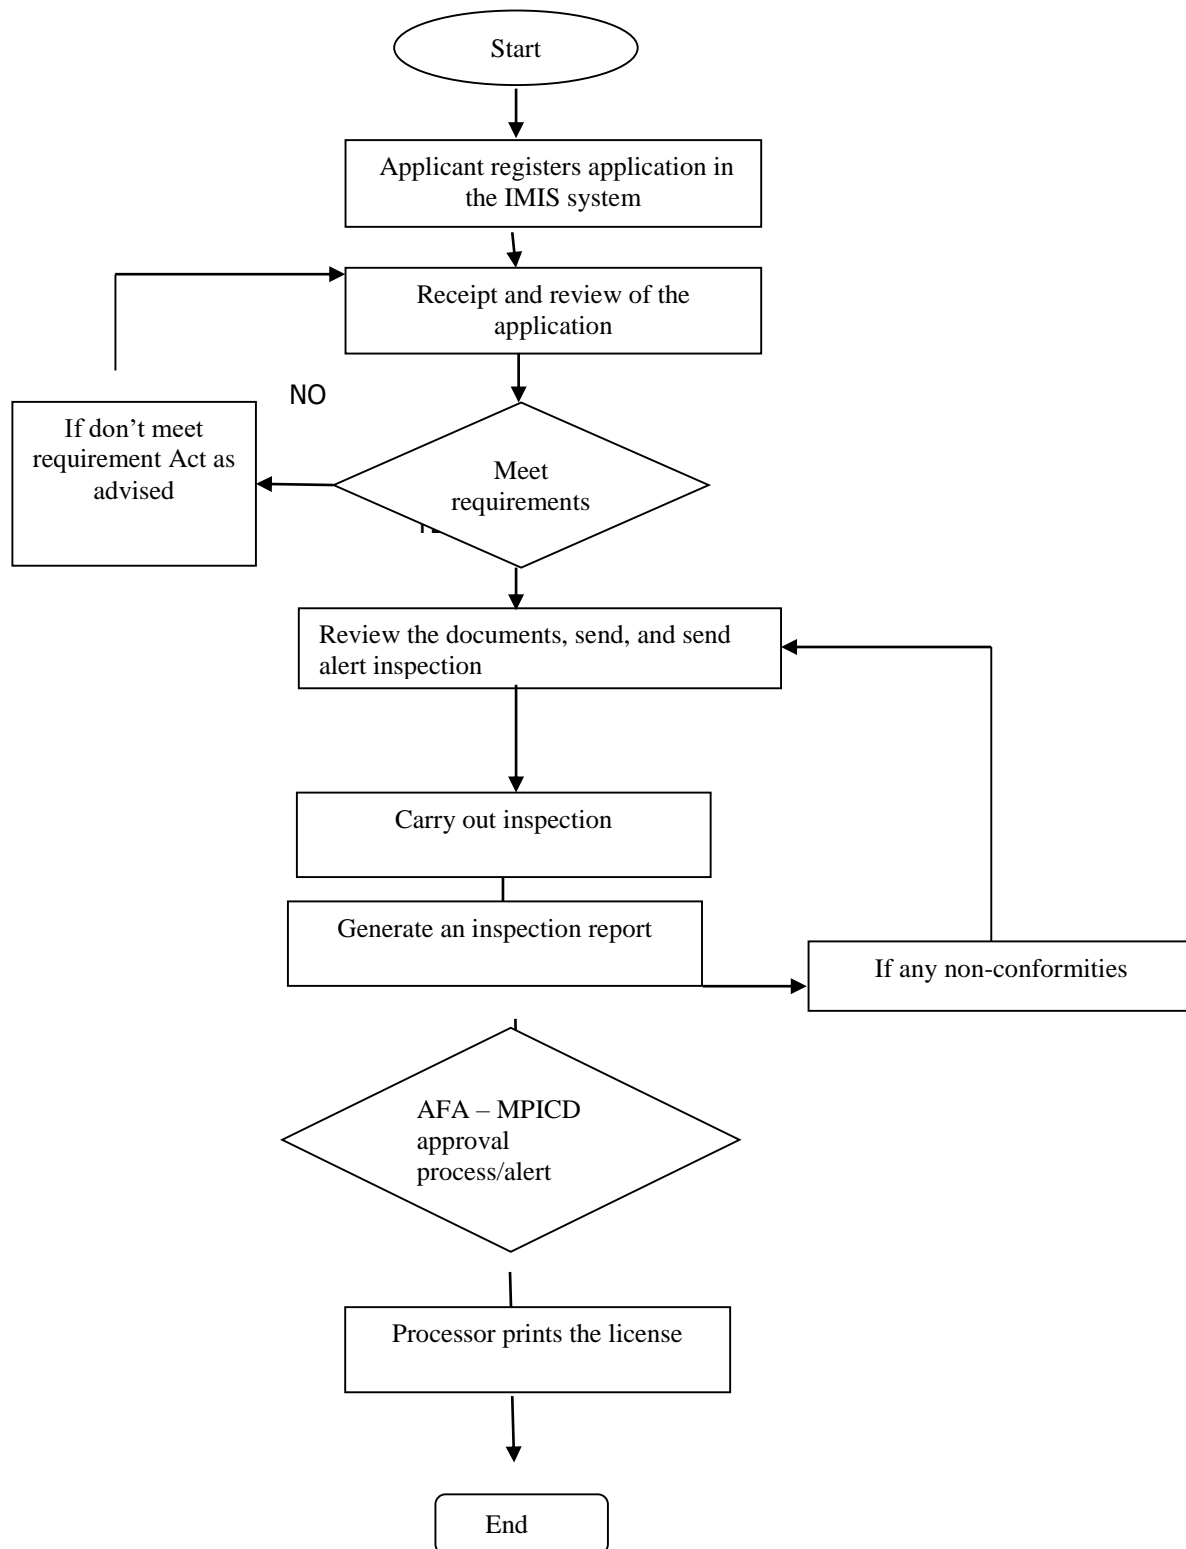 Start
Applicant registers application in
the IMIS system
Receipt and review of the
application
NO
If don’t meet
requirement Act as
advised
Meet
requirements
Review the documents, send, and send
alert inspection
Carry out inspection
Generate an inspection report
If any non-conformities
AFA – MPICD
approval
process/alert
Processor prints the license
End